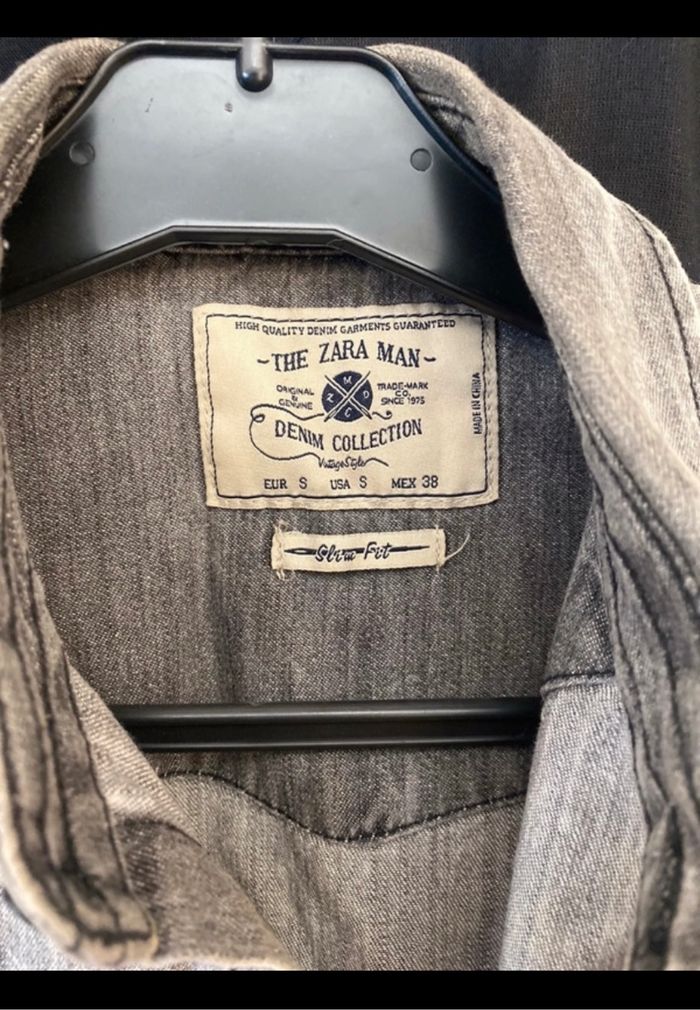 HIGH QUALITY DENIM GARMENTS GUARANTEED
-THE ZARA MAN-
ORIGINAL & GENUINE
M
Z D
C
TRADE-MARK CO. SINCE 1975
DENIM COLLECTION
Vintage Style
EUR S USA S MEX 38
MADE IN CHINA
Slim Fit